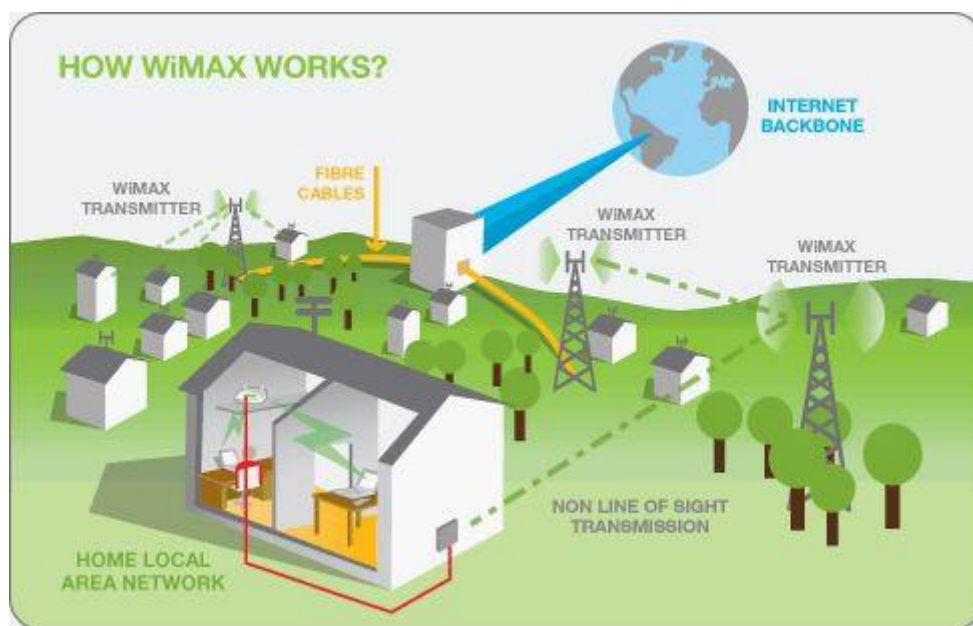 HOW WiMAX WORKS?
INTERNET
BACKBONE
FIBRE
CABLES
WiMAX
TRANSMITTER
WiMAX
TRANSMITTER
WiMAX
TRANSMITTER
NON LINE OF SIGHT
TRANSMISSION
HOME LOCAL
AREA NETWORK